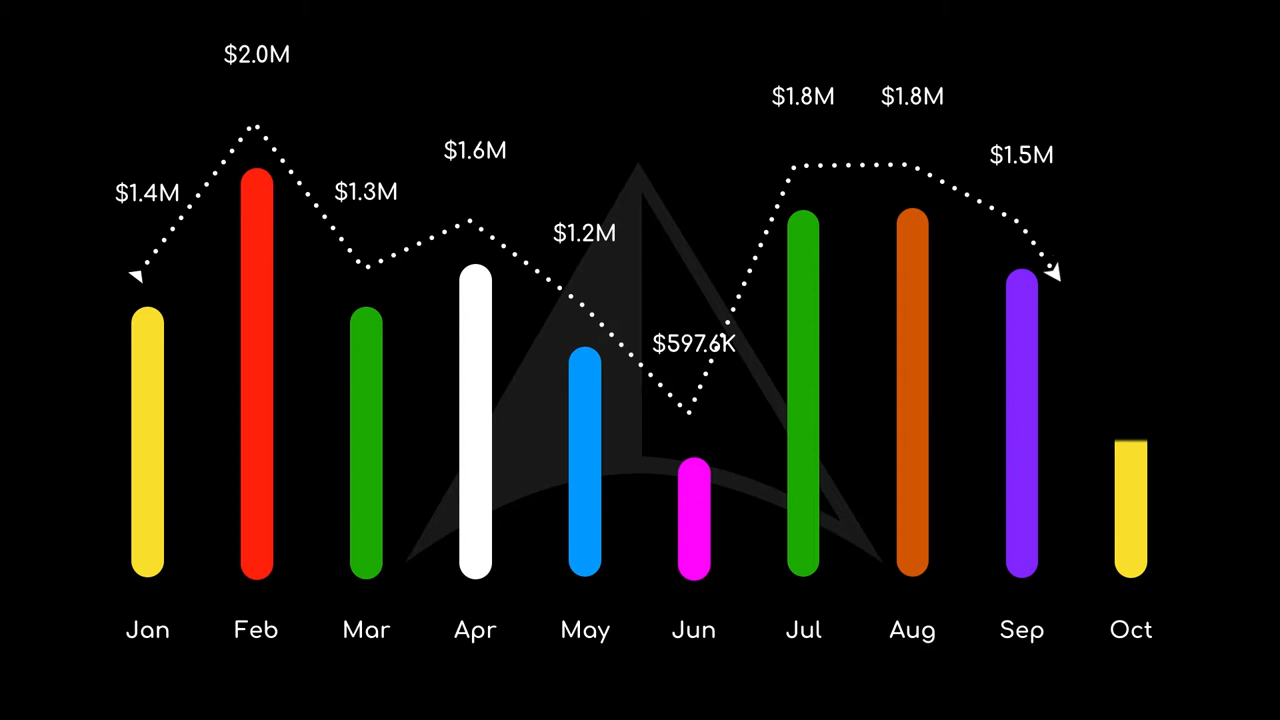 $2.0M
$1.8M
$1.8M
$1.6M
$1.5M
$1.4M
$1.3M
$1.2M
$597.6K
Jan
Feb
Mar
Apr
May
Jun
Jul
Aug
Sep
Oct